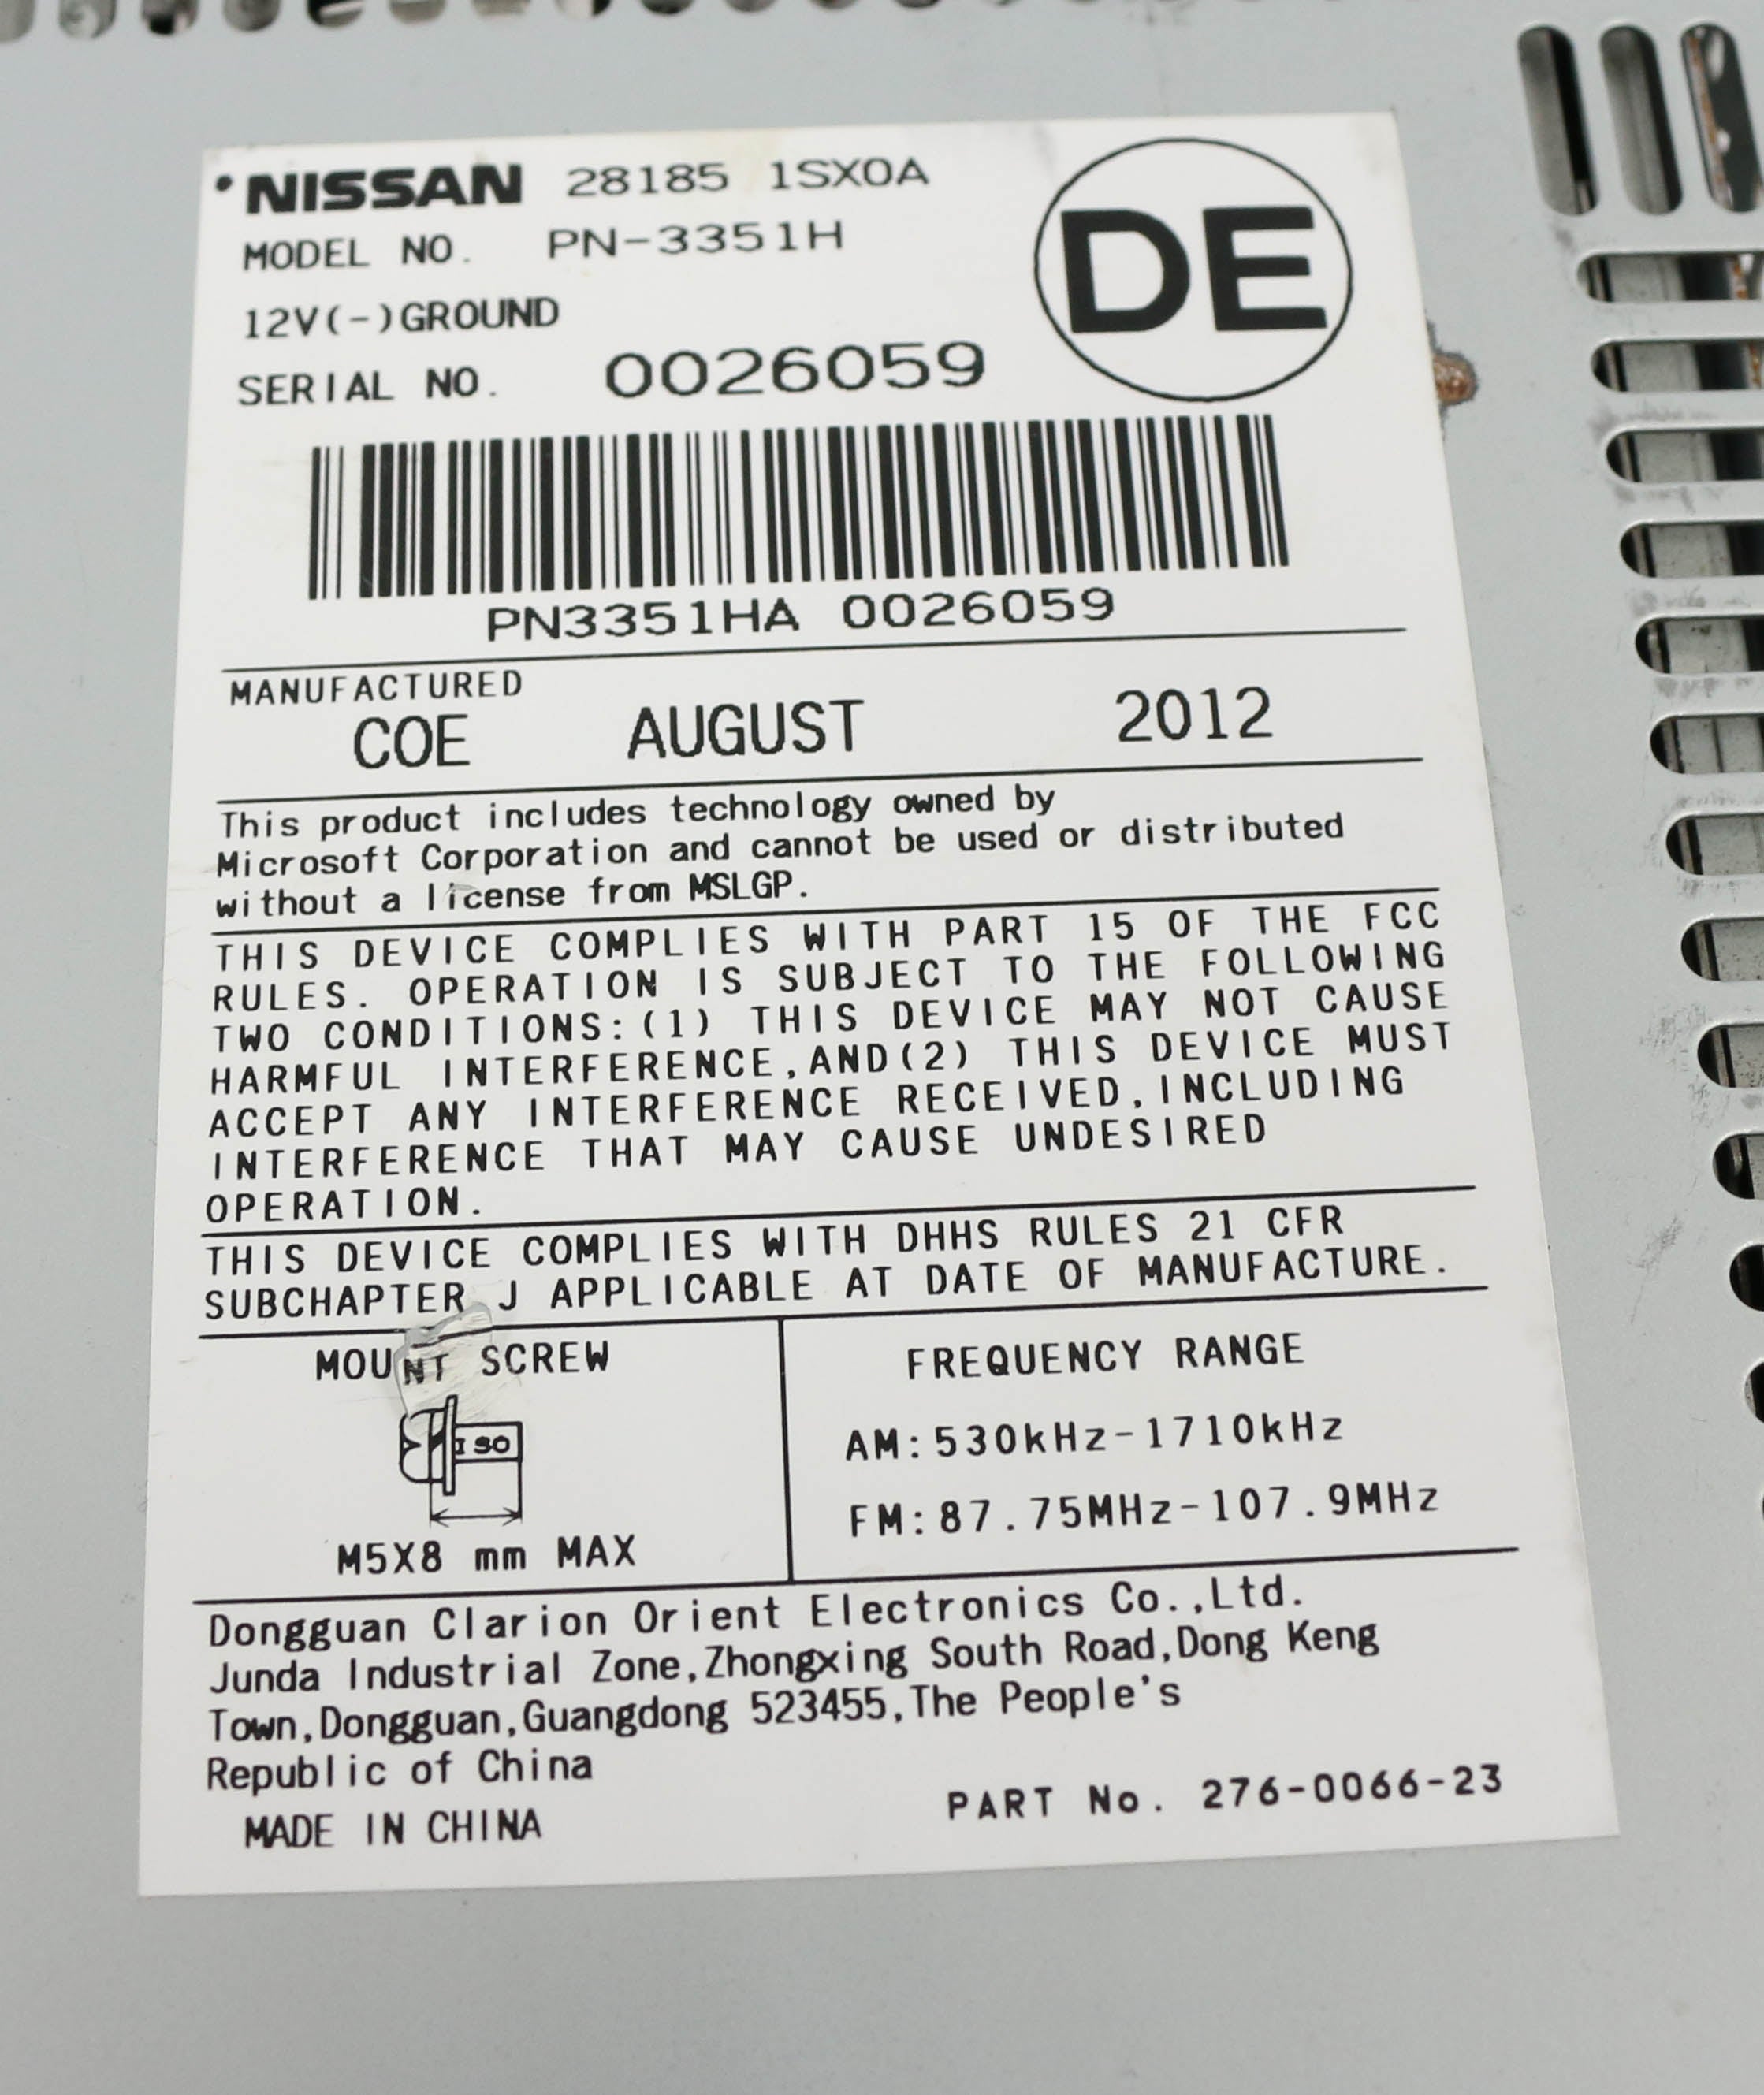 NISSAN 28185 1SX0A
DE
MODEL NO. PN-3351H
12V(-)GROUND
SERIAL NO. 0026059
PN3351HA 0026059
MANUFACTURED
COE AUGUST 2012
This product includes technology owned by
Microsoft Corporation and cannot be used or distributed
without a license from MSLGP.
THIS DEVICE COMPLIES WITH PART 15 OF THE FCC
RULES. OPERATION IS SUBJECT TO THE FOLLOWING
TWO CONDITIONS:(1) THIS DEVICE MAY NOT CAUSE
HARMFUL INTERFERENCE,AND(2) THIS DEVICE MUST
ACCEPT ANY INTERFERENCE RECEIVED,INCLUDING
INTERFERENCE THAT MAY CAUSE UNDESIRED
OPERATION.
THIS DEVICE COMPLIES WITH DHHS RULES 21 CFR
SUBCHAPTER J APPLICABLE AT DATE OF MANUFACTURE.
MOUNT SCREW
ISO
M5X8 mm MAX
FREQUENCY RANGE
AM:530kHz-1710kHz
FM:87.75MHz-107.9MHz
Dongguan Clarion Orient Electronics Co.,Ltd.
Junda Industrial Zone,Zhongxing South Road,Dong Keng
Town,Dongguan,Guangdong 523455,The People's
Republic of China
MADE IN CHINA
PART No. 276-0066-23